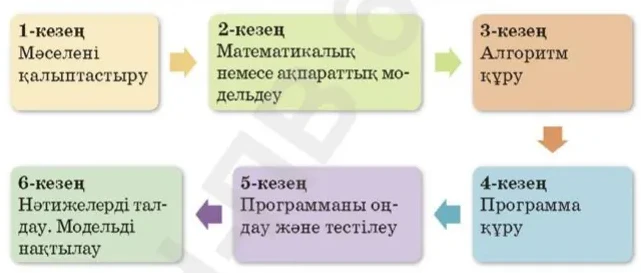 1-кезең
Мәселені
қалыптастыру
2-кезең
Математикалық
немесе ақпараттық мо-
дельдеу
3-кезең
Алгоритм
құру
4-кезең
Программа
құру
5-кезең
Программаны оң-
дау және тестілеу
6-кезең
Нәтижелерді тал-
дау. Модельді
нақтылау